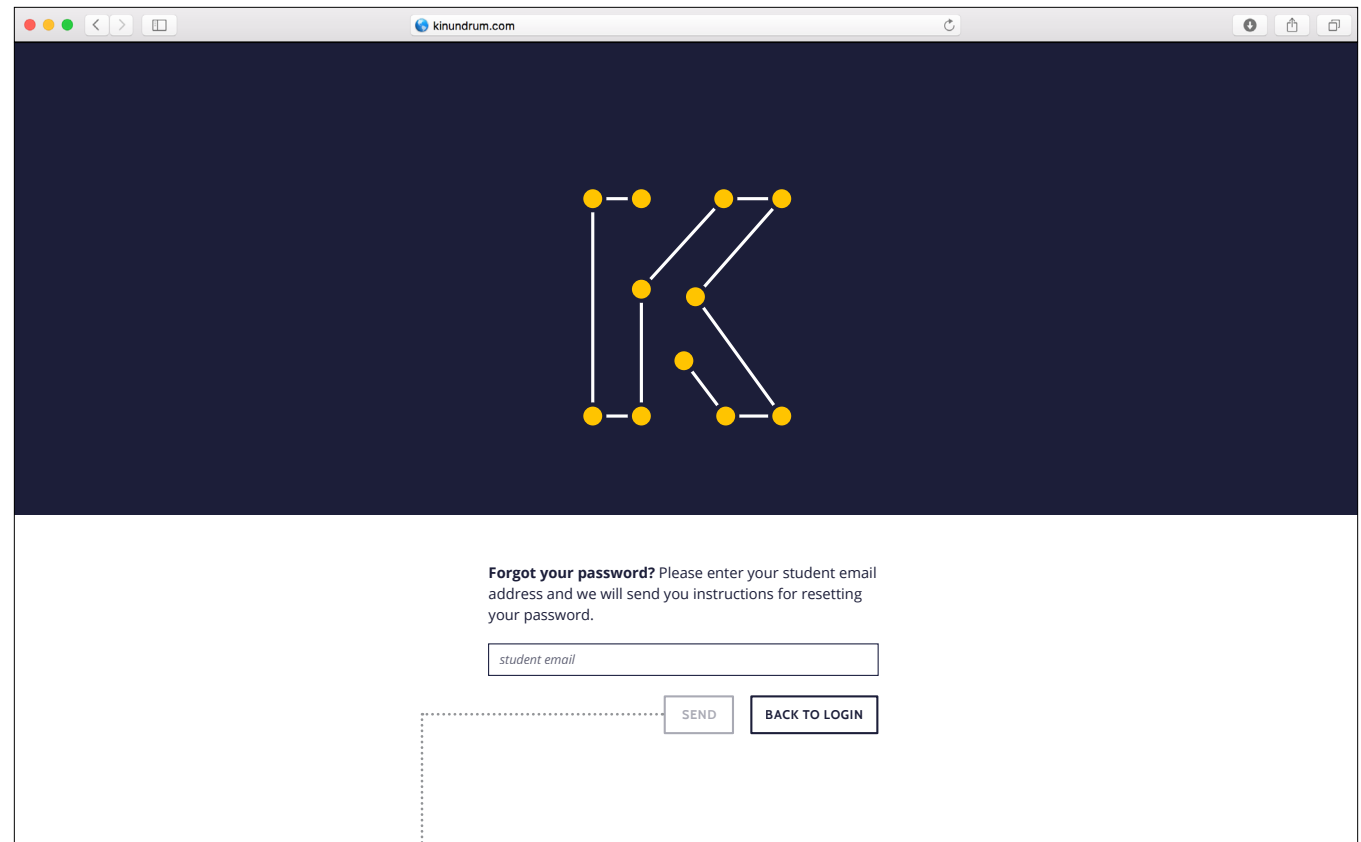 kinundrum.com
Forgot your password? Please enter your student email
address and we will send you instructions for resetting
your password.
student email
SEND
BACK TO LOGIN